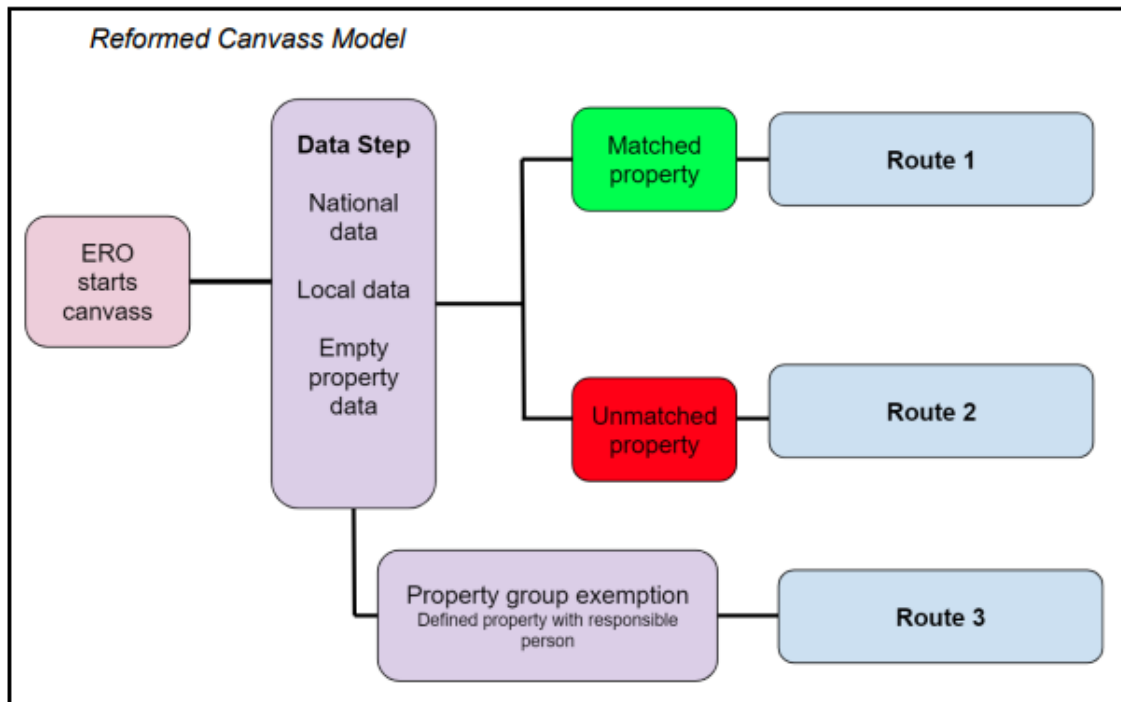 Reformed Canvass Model
ERO
starts
canvass
Data Step
National
data
Local data
Empty
property
data
Matched
property
Route 1
Unmatched
property
Route 2
Property group exemption
Defined property with responsible
person
Route 3